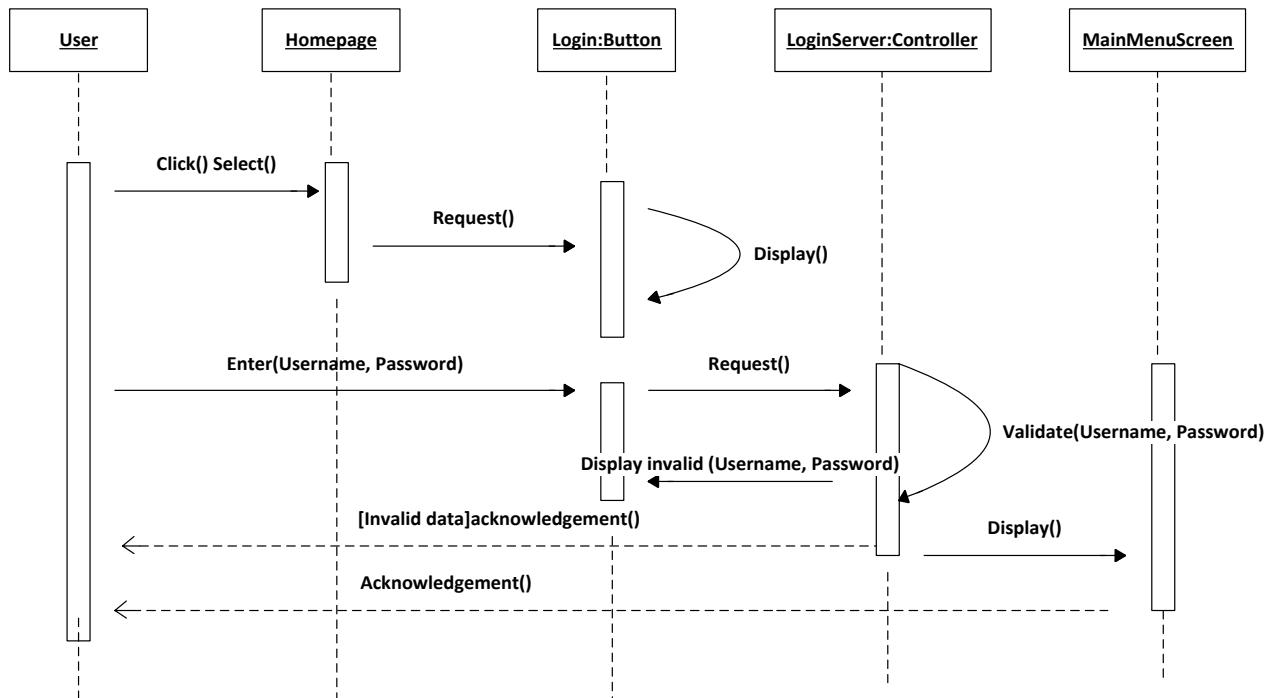 User
Homepage
Login:Button
LoginServer:Controller
MainMenuScreen
Click() Select()
Request()
Display()
Enter(Username, Password)
Request()
Validate(Username, Password)
Display invalid (Username, Password)
[Invalid data]acknowledgement()
Display()
Acknowledgement()